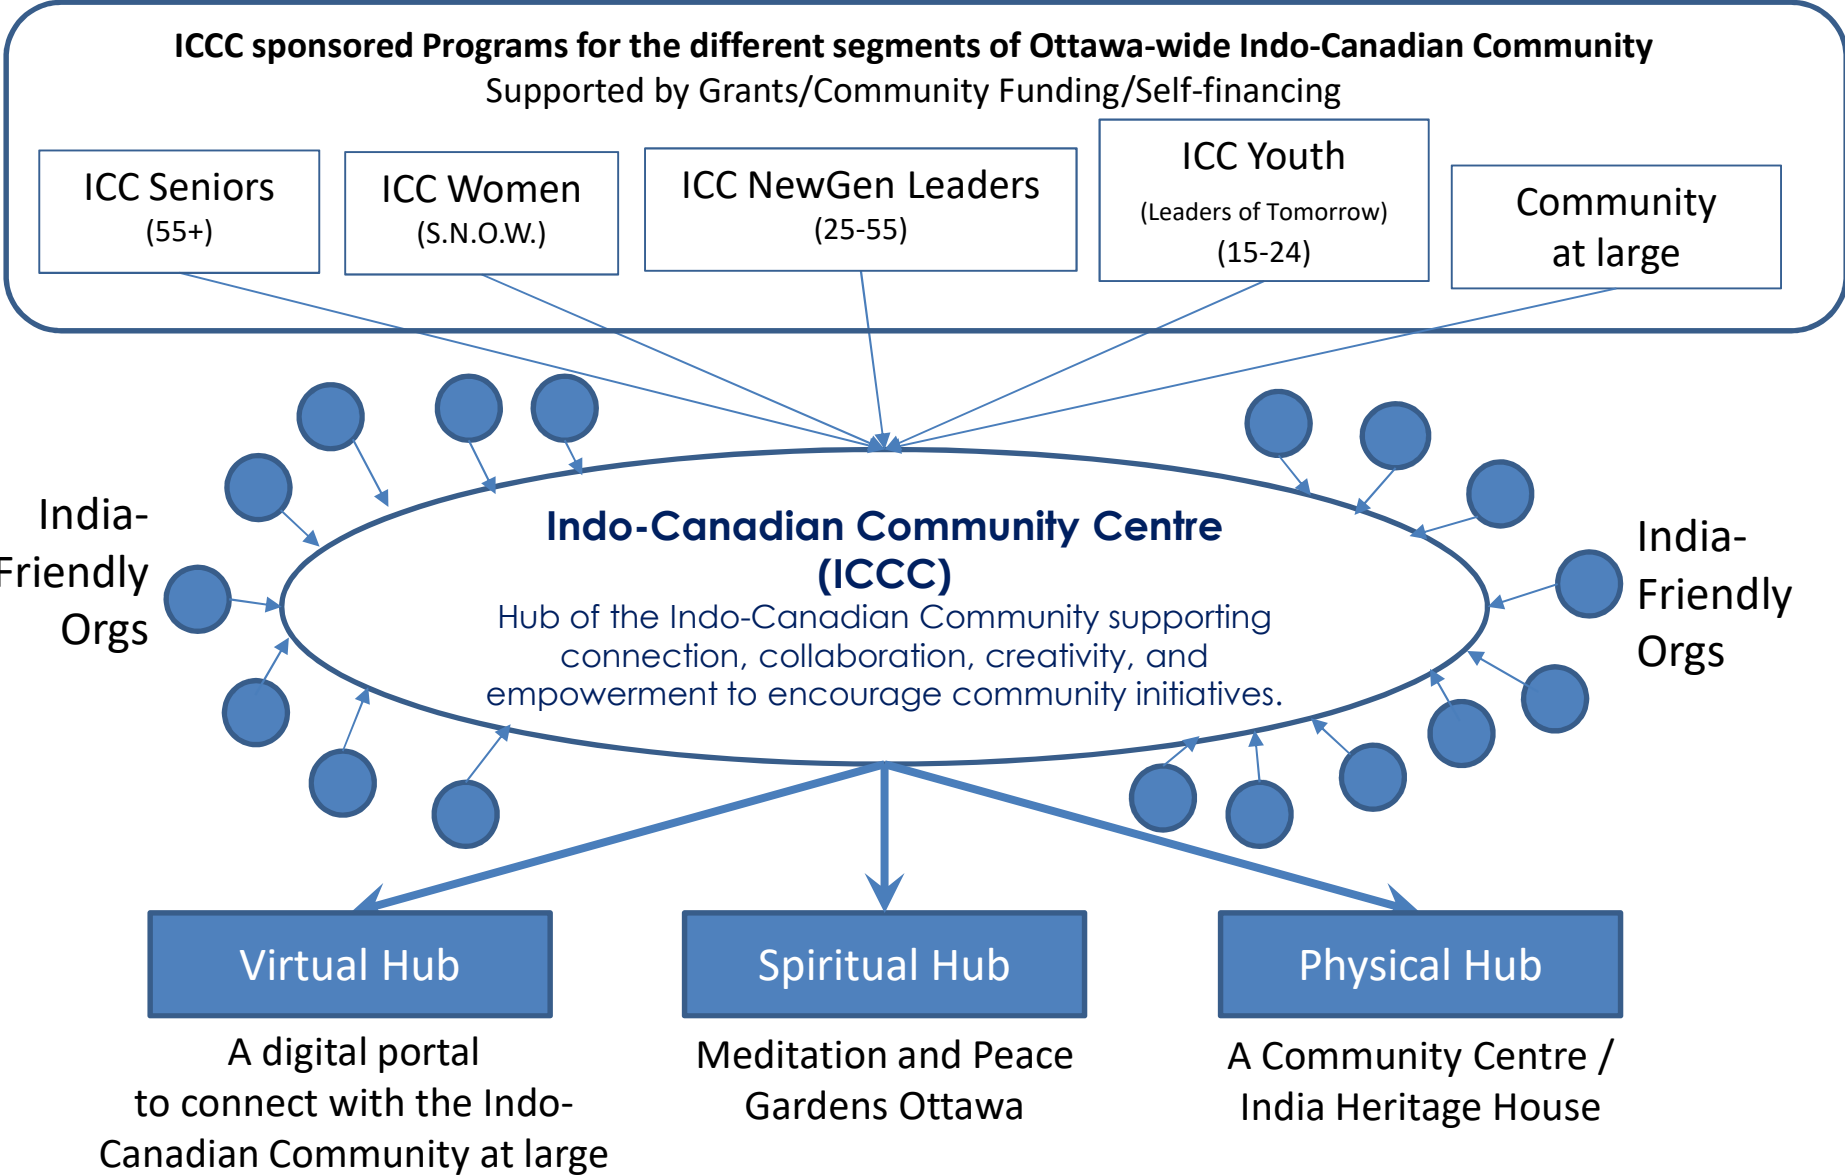 ICCC sponsored Programs for the different segments of Ottawa-wide Indo-Canadian Community
Supported by Grants/Community Funding/Self-financing
ICC Seniors
(55+)
ICC Women
(S.N.O.W.)
ICC NewGen Leaders
(25-55)
ICC Youth
(Leaders of Tomorrow)
(15-24)
Community
at large
India-
Friendly
Orgs
Indo-Canadian Community Centre
(ICCC)
Hub of the Indo-Canadian Community supporting
connection, collaboration, creativity, and
empowerment to encourage community initiatives.
India-
Friendly
Orgs
Virtual Hub
A digital portal
to connect with the Indo-
Canadian Community at large
Spiritual Hub
Meditation and Peace
Gardens Ottawa
Physical Hub
A Community Centre /
India Heritage House